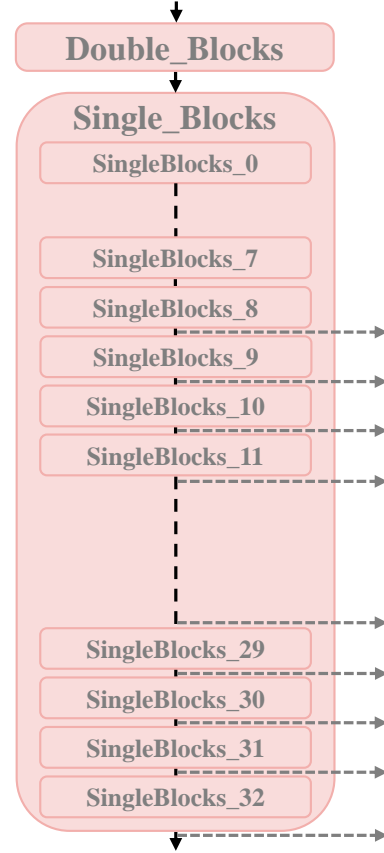 Double_Blocks
Single_Blocks
SingleBlocks_0
SingleBlocks_7
SingleBlocks_8
SingleBlocks_9
SingleBlocks_10
SingleBlocks_11
SingleBlocks_29
SingleBlocks_30
SingleBlocks_31
SingleBlocks_32